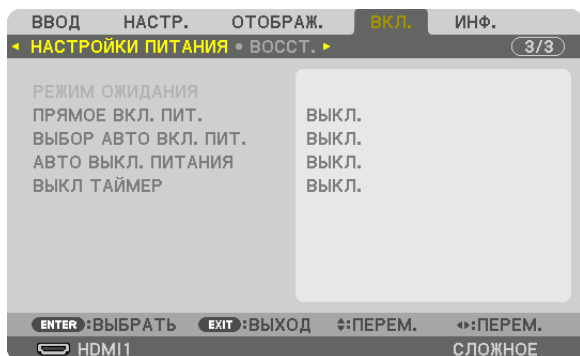 ВВОД НАСТР. ОТОБРАЖ. ВКЛ. ИНФ.
НАСТРОЙКИ ПИТАНИЯ • ВОССТ. 3/3
РЕЖИМ ОЖИДАНИЯ
ПРЯМОЕ ВКЛ. ПИТ. ВЫКЛ.
ВЫБОР АВТО ВКЛ. ПИТ. ВЫКЛ.
АВТО ВЫКЛ. ПИТАНИЯ ВЫКЛ.
ВЫКЛ ТАЙМЕР ВЫКЛ.
ENTER :ВЫБРАТЬ EXIT :ВЫХОД :ПЕРЕМ. :ПЕРЕМ.
HDMI1 СЛОЖНОЕ